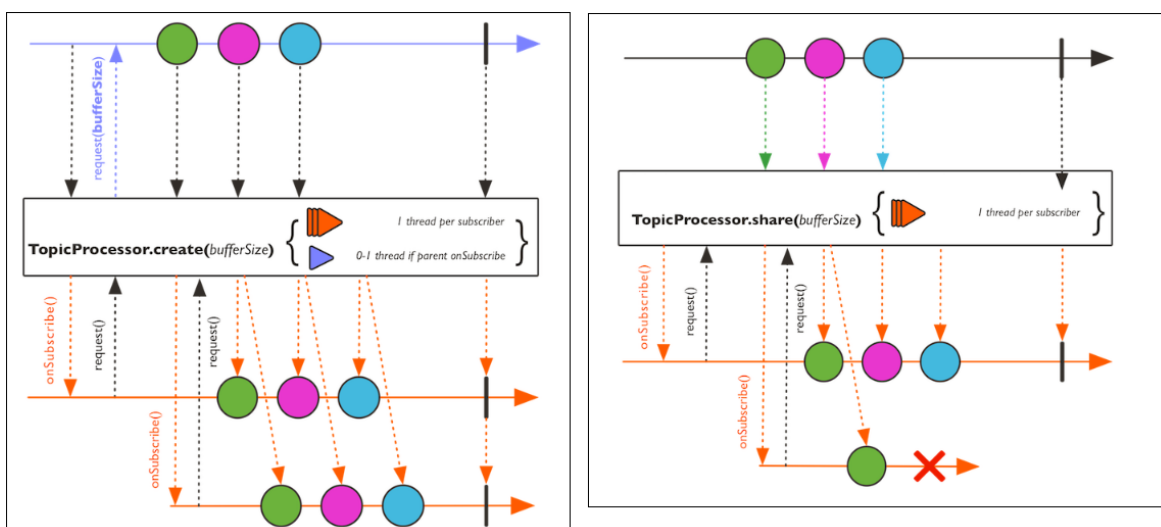 request(bufferSize)
TopicProcessor.create(bufferSize)
1 thread per subscriber
0-1 thread if parent onSubscribe
onSubscribe()
request()
request()
onSubscribe()
TopicProcessor.share(bufferSize)
1 thread per subscriber
onSubscribe()
request()
request()
onSubscribe()